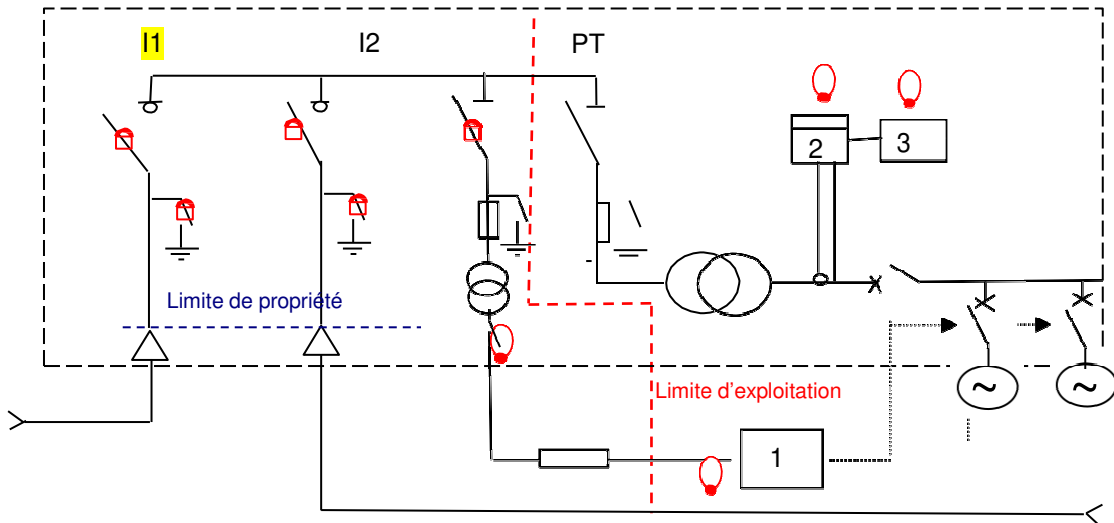 I1
I2
PT
2
3
Limite de propriété
~
~
Limite d'exploitation
1